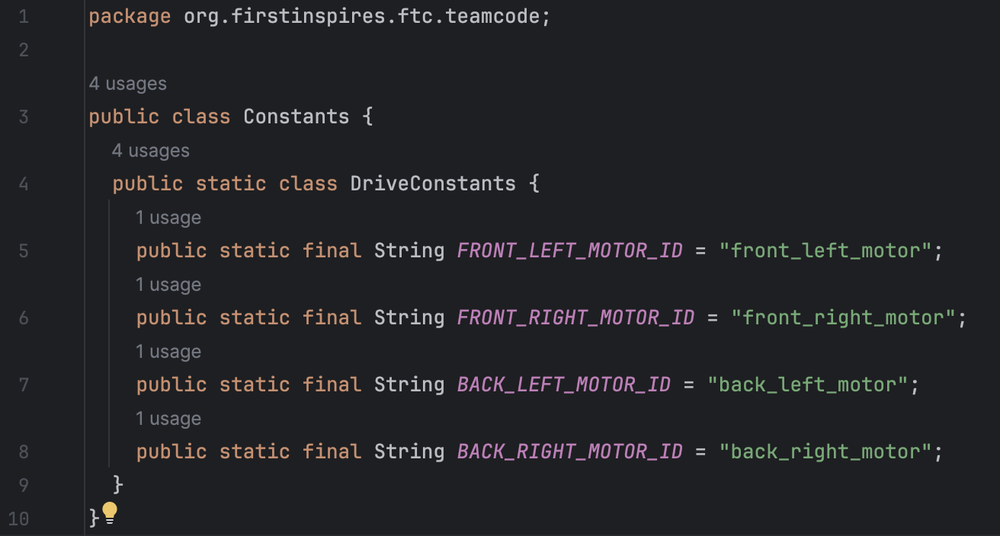 1 package org.firstinspires.ftc.teamcode;
2
4 usages
3 public class Constants {
4 usages
4 public static class DriveConstants {
1 usage
5 public static final String FRONT_LEFT_MOTOR_ID = "front_left_motor";
1 usage
6 public static final String FRONT_RIGHT_MOTOR_ID = "front_right_motor";
1 usage
7 public static final String BACK_LEFT_MOTOR_ID = "back_left_motor";
1 usage
8 public static final String BACK_RIGHT_MOTOR_ID = "back_right_motor";
9 }
10 }